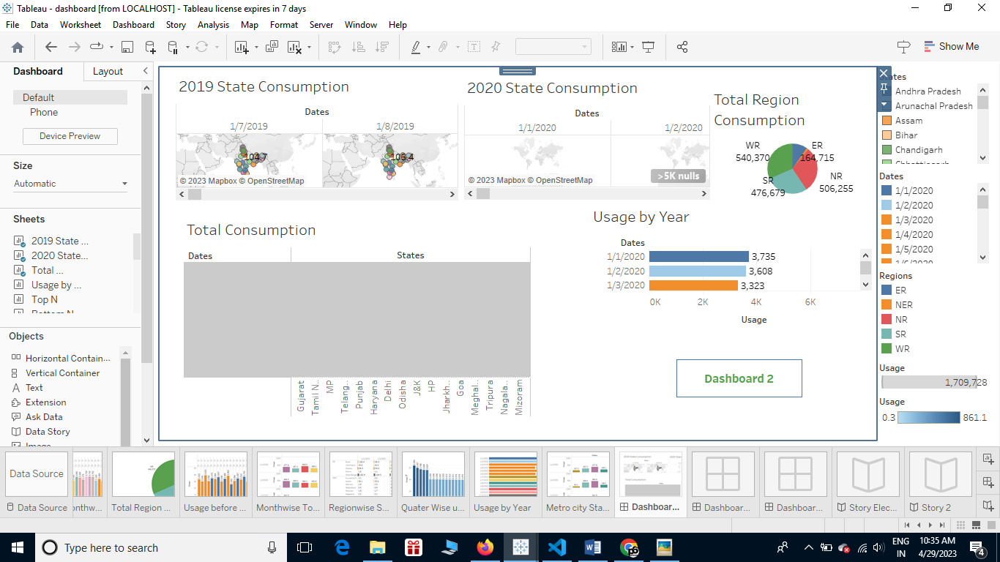 Tableau - dashboard [from LOCALHOST] - Tableau license expires in 7 days
File Data Worksheet Dashboard Story Analysis Map Format Server Window Help
Show Me
Dashboard Layout
Default
Phone
Device Preview
Size
Automatic
Sheets
2019 State ...
2020 State...
Total ...
Usage by ...
Top N
Bottom N
Objects
Horizontal Contain...
Vertical Container
Text
Extension
Ask Data
Data Story
Image
2019 State Consumption
Dates
1/7/2019 1/8/2019
104.7 106.4
© 2023 Mapbox © OpenStreetMap
2020 State Consumption
Dates
1/1/2020 1/2/2020
© 2023 Mapbox © OpenStreetMap
>5K nulls
Total Region
Consumption
WR
540,370
ER
164,715
SR
476,679
NR
506,255
Total Consumption
Dates States
Gujarat
Tamil N..
MP
Telang..
Punjab
Haryana
Delhi
Odisha
J&K
HP
Jharkh..
Goa
Meghal..
Tripura
Nagala..
Mizoram
Usage by Year
Dates
1/1/2020 3,735
1/2/2020 3,608
1/3/2020 3,323
0K 2K 4K 6K
Usage
Dashboard 2
States
Andhra Pradesh
Arunachal Pradesh
Assam
Bihar
Chandigarh
Chhattisgarh
Dates
1/1/2020
1/2/2020
1/3/2020
1/4/2020
1/5/2020
1/6/2020
Regions
ER
NER
NR
SR
WR
Usage
1,709,728
Usage
0.3 861.1
Data Source
Data Source
onthw...
Total Region ...
Usage before ...
Monthwise To...
Regionwise S...
Quater Wise u...
Usage by Year
Metro city Sta...
Dashboar...
Dashboar...
Dashboar...
Story Elec...
Story 2
Type here to search
ENG
IN
10:35 AM
4/29/2023
4